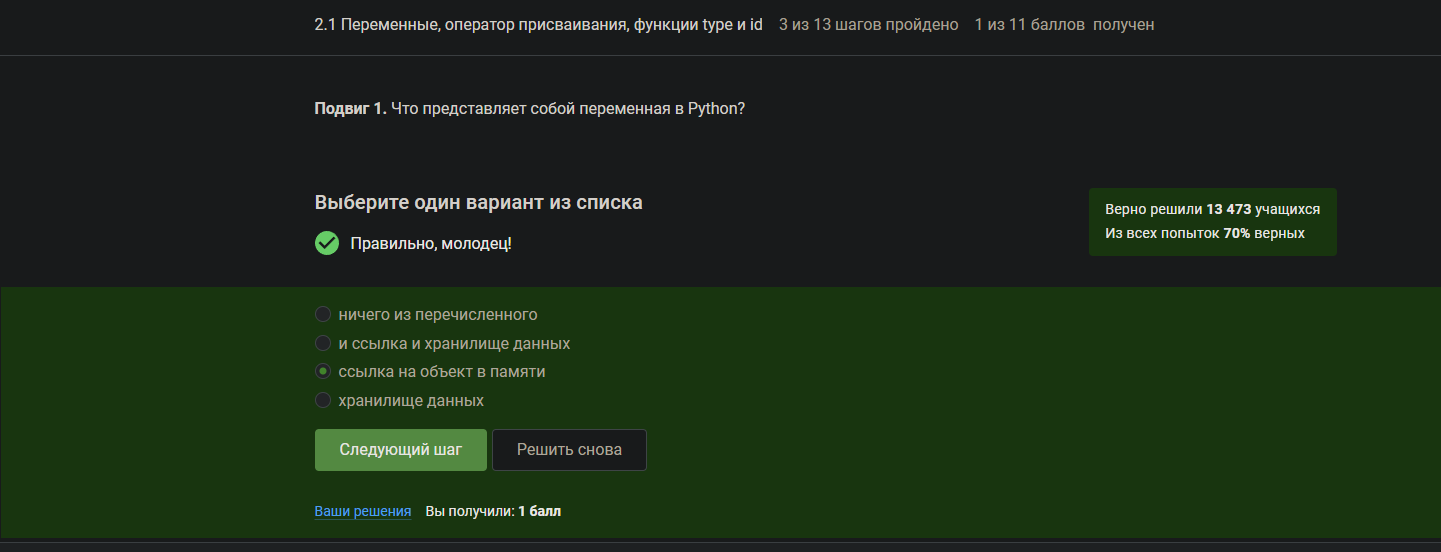 2.1 Переменные, оператор присваивания, функции type и id 3 из 13 шагов пройдено 1 из 11 баллов получен
Подвиг 1. Что представляет собой переменная в Python?
Выберите один вариант из списка
Правильно, молодец!
Верно решили 13 473 учащихся
Из всех попыток 70% верных
ничего из перечисленного
и ссылка и хранилище данных
ссылка на объект в памяти
хранилище данных
Следующий шаг Решить снова
Ваши решения Вы получили: 1 балл